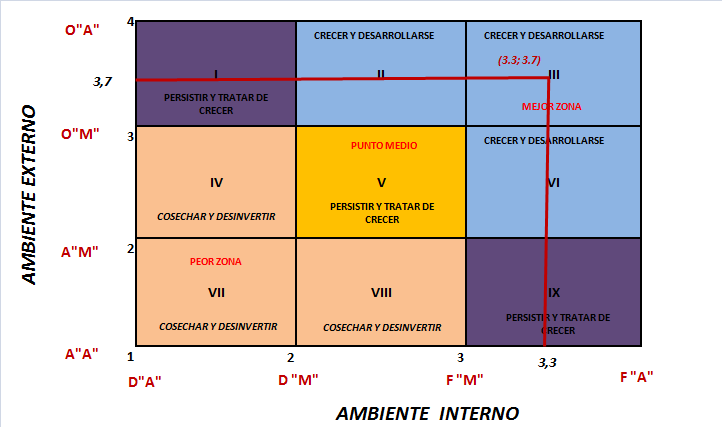 O"A"
4
CRECER Y DESARROLLARSE
CRECER Y DESARROLLARSE
(3.3; 3.7)
3,7
I
II
III
PERSISTIR Y TRATAR DE
CRECER
MEJOR ZONA
O"M"
3
PUNTO MEDIO
CRECER Y DESARROLLARSE
IV
V
VI
COSECHAR Y DESINVERTIR
PERSISTIR Y TRATAR DE
CRECER
AMBIENTE EXTERNO
A"M"
2
PEOR ZONA
VII
VIII
IX
COSECHAR Y DESINVERTIR
COSECHAR Y DESINVERTIR
PERSISTIR Y TRATAR DE
CRECER
A"A"
1
2
3
3,3
D"A"
D "M"
F"M"
F "A"
AMBIENTE INTERNO